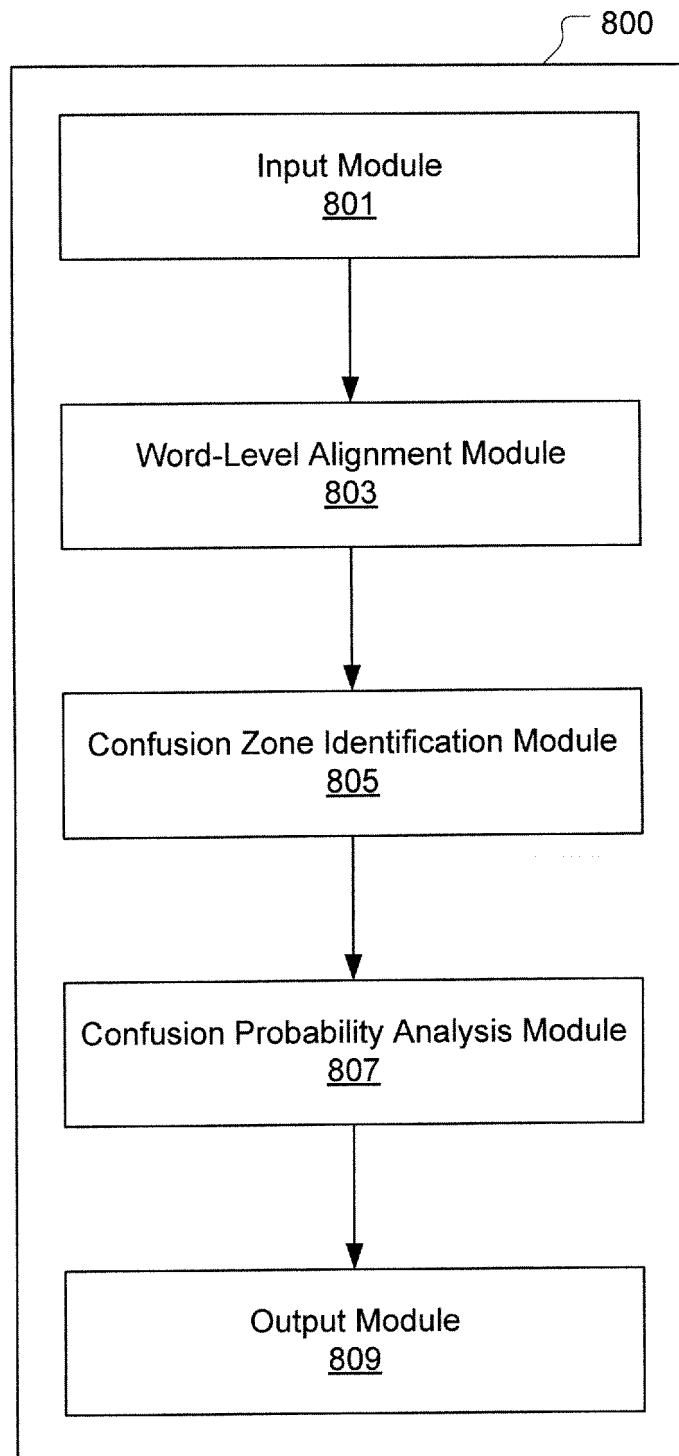 800
Input Module
801
Word-Level Alignment Module
803
Confusion Zone Identification Module
805
Confusion Probability Analysis Module
807
Output Module
809